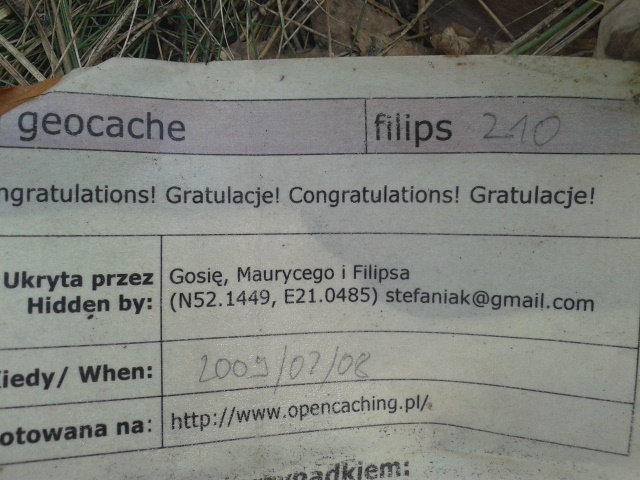 geocache filips 210
ngratulations! Gratulacje! Congratulations! Gratulacje!
Ukryta przez Gosię, Maurycego i Filipsa
Hidden by: (N52.1449, E21.0485) stefaniak@gmail.com
iedy/ When: 2009/02/08
otowana na: http://www.opencaching.pl/
ypadkiem: